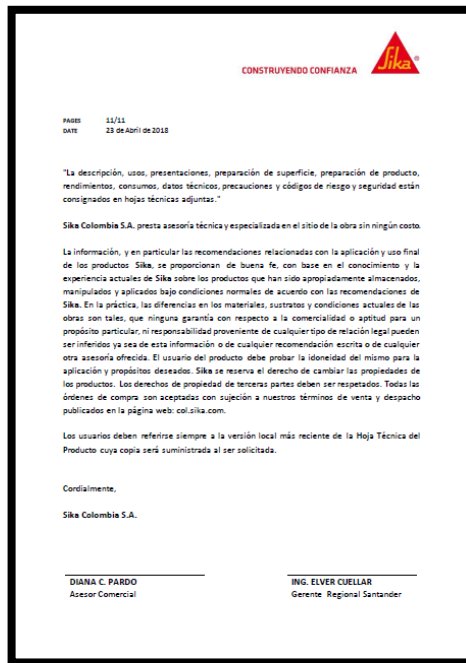 CONSTRUYENDO CONFIANZA
Sika®
PAGES 11/11
DATE 23 de Abril de 2018
"La descripción, usos, presentaciones, preparación de superficie, preparación de producto,
rendimientos, consumos, datos técnicos, precauciones y códigos de riesgo y seguridad están
consignados en hojas técnicas adjuntas."
Sika Colombia S.A. presta asesoría técnica y especializada en el sitio de la obra sin ningún costo.
La información, y en particular las recomendaciones relacionadas con la aplicación y uso final
de los productos Sika, se proporcionan de buena fe, con base en el conocimiento y la
experiencia actuales de Sika sobre los productos que han sido apropiadamente almacenados,
manipulados y aplicados bajo condiciones normales de acuerdo con las recomendaciones de
Sika. En la práctica, las diferencias en los materiales, sustratos y condiciones actuales de las
obras son tales, que ninguna garantía con respecto a la comercialidad o aptitud para un
propósito particular, ni responsabilidad proveniente de cualquier tipo de relación legal pueden
ser inferidos ya sea de esta información o de cualquier recomendación escrita o de cualquier
otra asesoría ofrecida. El usuario del producto debe probar la idoneidad del mismo para la
aplicación y propósitos deseados. Sika se reserva el derecho de cambiar las propiedades de
los productos. Los derechos de propiedad de terceras partes deben ser respetados. Todas las
órdenes de compra son aceptadas con sujeción a nuestros términos de venta y despacho
publicados en la página web: col.sika.com.
Los usuarios deben referirse siempre a la versión local más reciente de la Hoja Técnica del
Producto cuya copia será suministrada al ser solicitada.
Cordialmente,
Sika Colombia S.A.
DIANA C. PARDO ING. ELVER CUELLAR
Asesor Comercial Gerente Regional Santander